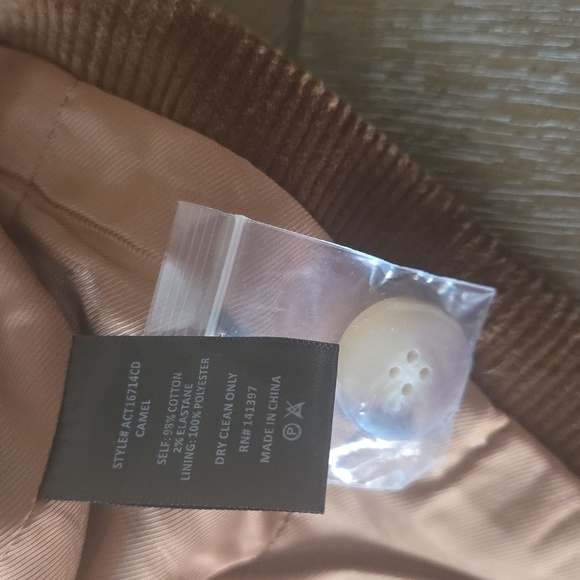 STYLE# ACT16714CD
CAMEL
SELF: 98% COTTON
2% ELASTANE
LINING: 100% POLYESTER
DRY CLEAN ONLY
RN# 141397
MADE IN CHINA
P